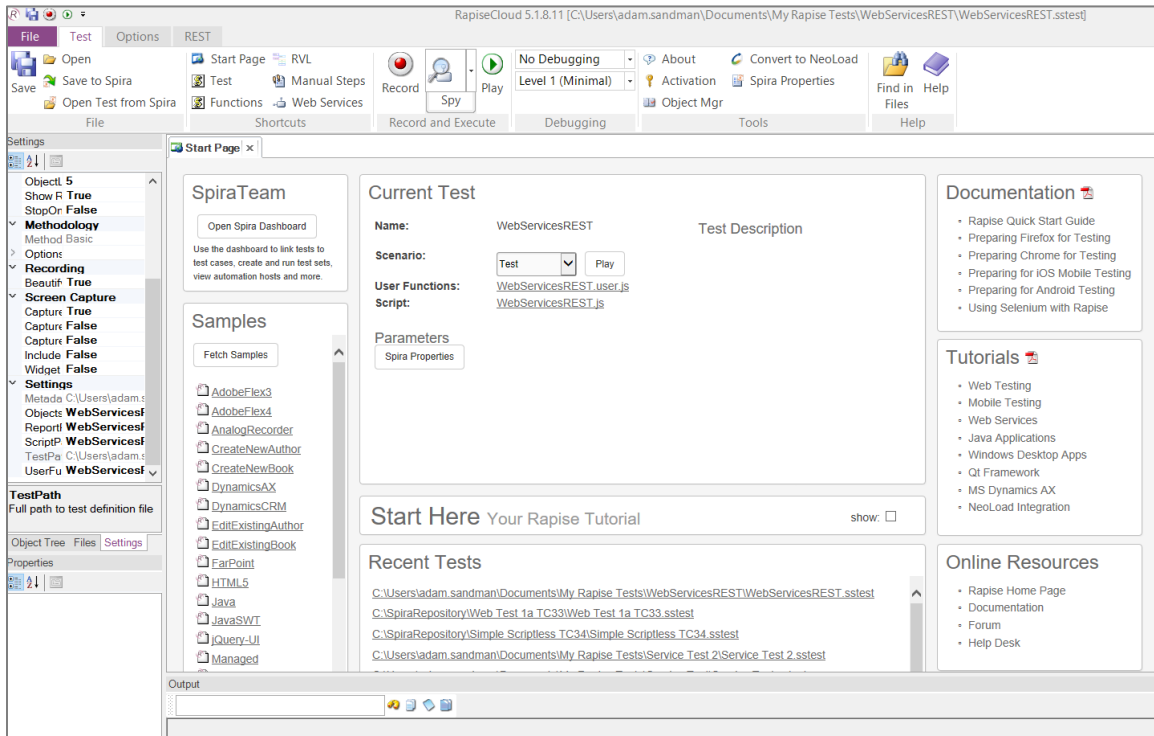 RapiseCloud 5.1.8.11 [C:\Users\adam.sandman\Documents\My Rapise Tests\WebServicesREST\WebServicesREST.sstest]
File Test Options REST
Save
Open
Save to Spira
Open Test from Spira
File
Start Page RVL
Test Manual Steps
Functions Web Services
Shortcuts
Record Spy Play
Record and Execute
No Debugging
Level 1 (Minimal)
Debugging
About Convert to NeoLoad
Activation Spira Properties
Object Mgr
Tools
Find in Files Help
Help
Settings
ObjectL 5
Show R True
StopOn False
Methodology
Method Basic
Options
Recording
Beautif True
Screen Capture
Capture True
Capture False
Capture False
Include False
Widget False
Settings
Metada C:\Users\adam.s
Objects WebServicesR
ReportF WebServicesR
ScriptP WebServicesR
TestPa C:\Users\adam.s
UserFu WebServicesR
TestPath
Full path to test definition file
Object Tree Files Settings
Properties
Start Page
SpiraTeam
Open Spira Dashboard
Use the dashboard to link tests to
test cases, create and run test sets,
view automation hosts and more.
Samples
Fetch Samples
AdobeFlex3
AdobeFlex4
AnalogRecorder
CreateNewAuthor
CreateNewBook
DynamicsAX
DynamicsCRM
EditExistingAuthor
EditExistingBook
FarPoint
HTML5
Java
JavaSWT
jQuery-UI
Managed
Current Test
Name: WebServicesREST
Test Description
Scenario: Test Play
User Functions: WebServicesREST.user.js
Script: WebServicesREST.js
Parameters
Spira Properties
Start Here Your Rapise Tutorial show:
Recent Tests
C:\Users\adam.sandman\Documents\My Rapise Tests\WebServicesREST\WebServicesREST.sstest
C:\SpiraRepository\Web Test 1a TC33\Web Test 1a TC33.sstest
C:\SpiraRepository\Simple Scriptless TC34\Simple Scriptless TC34.sstest
C:\Users\adam.sandman\Documents\My Rapise Tests\Service Test 2\Service Test 2.sstest
Documentation
Rapise Quick Start Guide
Preparing Firefox for Testing
Preparing Chrome for Testing
Preparing for iOS Mobile Testing
Preparing for Android Testing
Using Selenium with Rapise
Tutorials
Web Testing
Mobile Testing
Web Services
Java Applications
Windows Desktop Apps
Qt Framework
MS Dynamics AX
NeoLoad Integration
Online Resources
Rapise Home Page
Documentation
Forum
Help Desk
Output